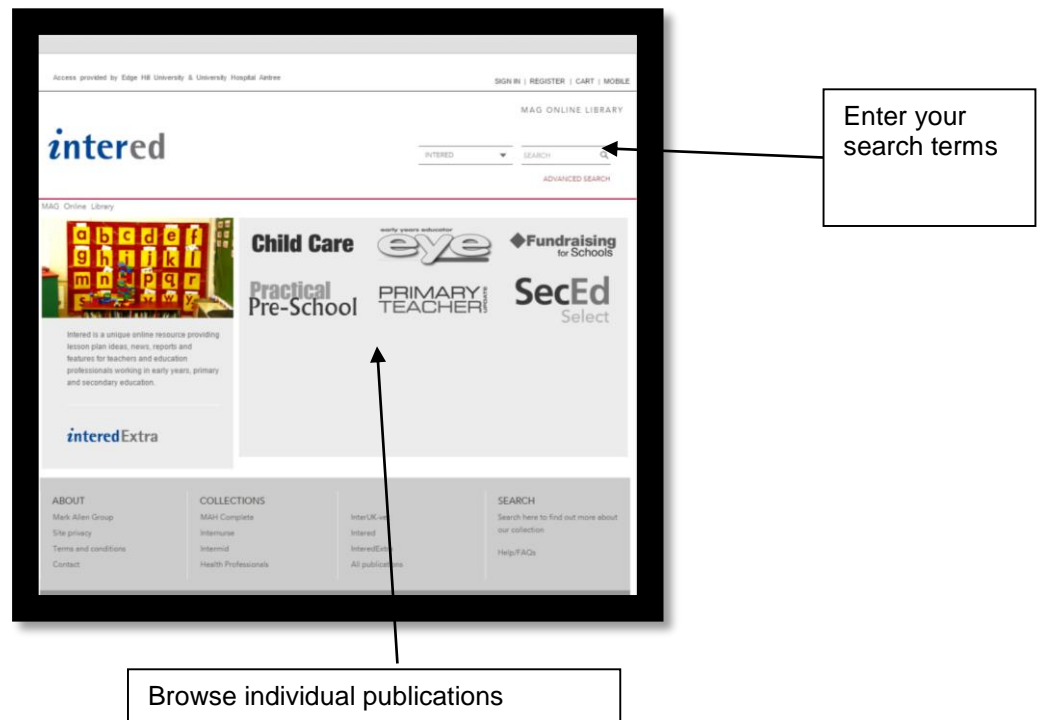 Access provided by Edge Hill University & University Hospital Aintree
SIGN IN | REGISTER | CART | MOBILE
MAG ONLINE LIBRARY
intered
INTERED
SEARCH
ADVANCED SEARCH
MAG Online Library
a b c d e f
g h i j k l
m n p q r
s v w y
Intered is a unique online resource providing
lesson plan ideas, news, reports and
features for teachers and education
professionals working in early years, primary
and secondary education.
interedExtra
Child Care
early years educator
eye
Fundraising
for Schools
Practical
Pre-School
PRIMARY
TEACHER
UPDATE
SecEd
Select
ABOUT
Mark Allen Group
Site privacy
Terms and conditions
Contact
COLLECTIONS
MAH Complete
Internurse
Intermid
Health Professionals
InterUK-vet
Intered
InteredExtra
All publications
SEARCH
Search here to find out more about
our collection
Help/FAQs
Enter your
search terms
Browse individual publications